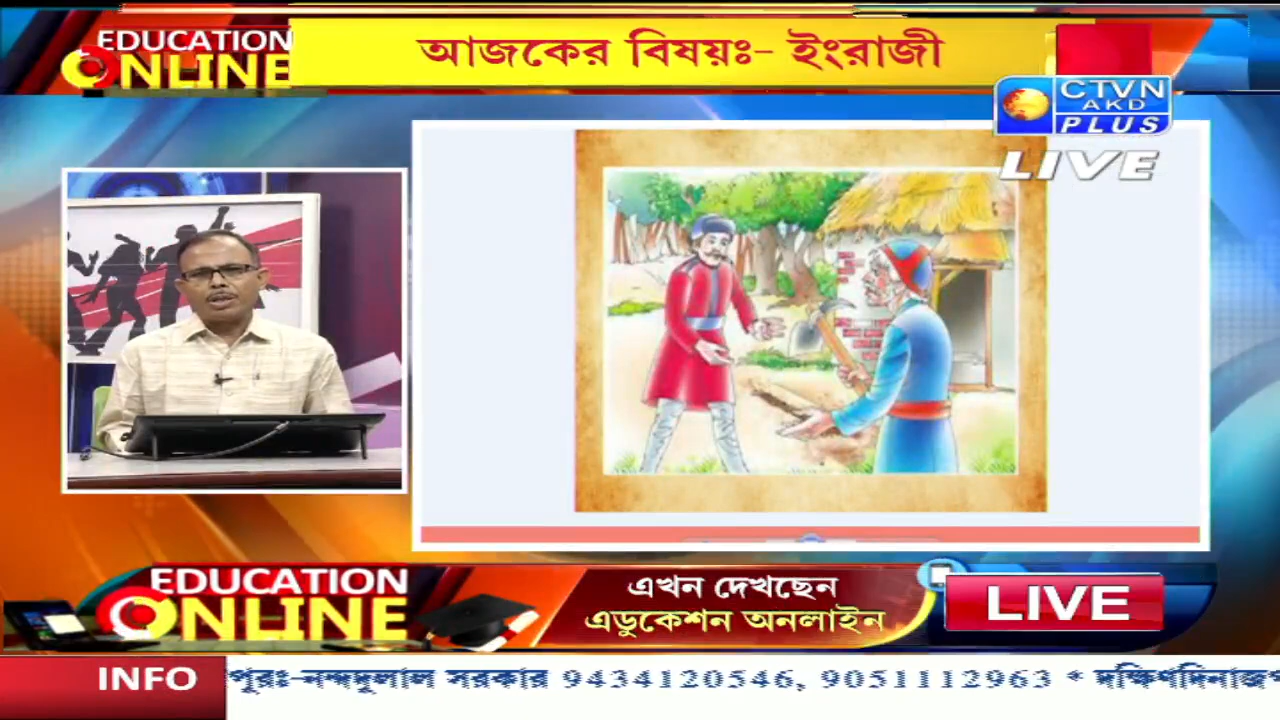 EDUCATION
ONLINE
আজকের বিষয়ঃ- ইংরাজী
CTVN
AKD
PLUS
LIVE
EDUCATION
ONLINE
এখন দেখছেন
এডুকেশন অনলাইন
LIVE
INFO
পুরঃ-নন্দদুলাল সরকার 9434120546, 9051112963 * দক্ষিণদিনাজপ